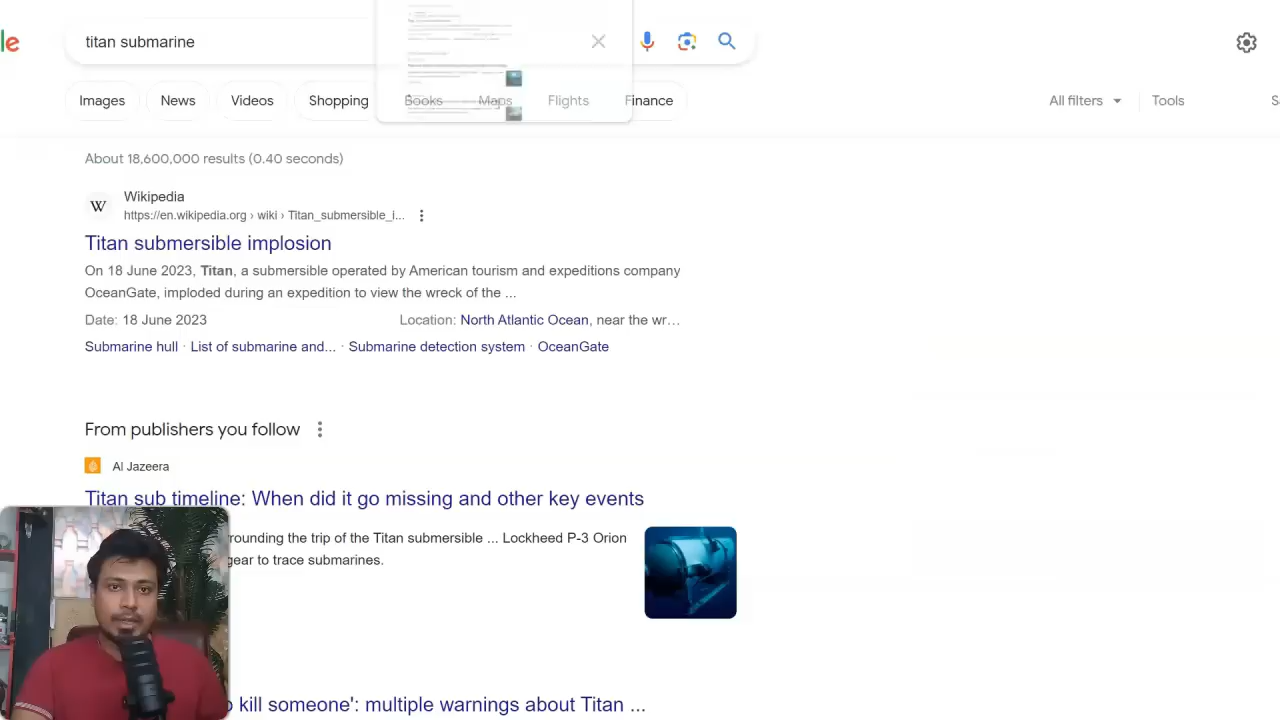 le
titan submarine
Images
News
Videos
Shopping
Books
Maps
Flights
Finance
All filters
Tools
About 18,600,000 results (0.40 seconds)
W
Wikipedia
https://en.wikipedia.org › wiki › Titan_submersible_i...
Titan submersible implosion
On 18 June 2023, Titan, a submersible operated by American tourism and expeditions company
OceanGate, imploded during an expedition to view the wreck of the ...
Date: 18 June 2023
Location: North Atlantic Ocean, near the wr...
Submarine hull · List of submarine and... · Submarine detection system · OceanGate
From publishers you follow
Al Jazeera
Titan sub timeline: When did it go missing and other key events
rounding the trip of the Titan submersible ... Lockheed P-3 Orion
gear to trace submarines.
kill someone': multiple warnings about Titan ...